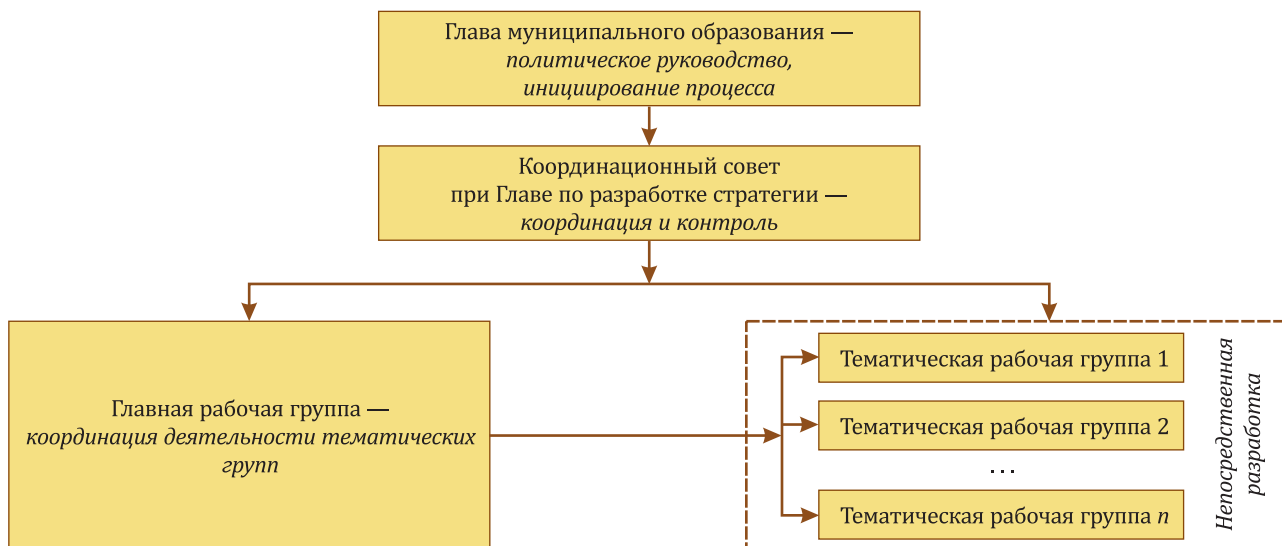 Глава муниципального образования —
политическое руководство,
инициирование процесса
Координационный совет
при Главе по разработке стратегии —
координация и контроль
Главная рабочая группа —
координация деятельности тематических
групп
Тематическая рабочая группа 1
Тематическая рабочая группа 2
...
Тематическая рабочая группа n
Непосредственная
разработка